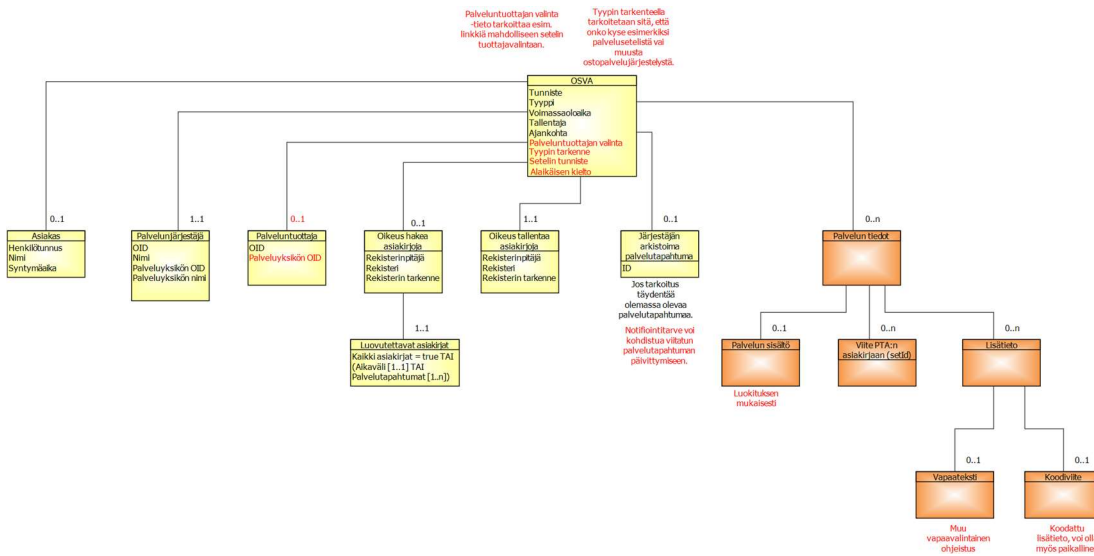 Palveluntuottajan valinta
-tieto tarkoittaa esim.
linkkiä mahdolliseen setelin
tuottajavalintaan.
Tyypin tarkenteella
tarkoitetaan sitä, että
onko kyse esimerkiksi
palvelusetelistä vai
muusta
ostopalvelujärjestelystä.
OSVA
Tunniste
Tyyppi
Voimassaoloaika
Tallentaja
Ajankohta
Palveluntuottajan valinta
Tyypin tarkenne
Setelin tunniste
Alaikäisen kielto
0..1
1..1
0..1
0..1
1..1
0..1
0..n
Asiakas
Henkilötunnus
Nimi
Syntymäaika
Palvelunjärjestäjä
OID
Nimi
Palveluyksikön OID
Palveluyksikön nimi
Palveluntuottaja
OID
Palveluyksikön OID
Oikeus hakea
asiakirjoja
Rekisterinpitäjä
Rekisteri
Rekisterin tarkenne
Oikeus tallentaa
asiakirjoja
Rekisterinpitäjä
Rekisteri
Rekisterin tarkenne
Järjestäjän
arkistoima
palvelutapahtuma
ID
Palvelun tiedot
Jos tarkoitus
täydentää
olemassa olevaa
palvelutapahtumaa.
Notifiointitarve voi
kohdistua viitatun
palvelutapahtuman
päivittymiseen.
1..1
Luovutettavat asiakirjat
Kaikki asiakirjat = true TAI
(Aikaväli [1..1] TAI
Palvelutapahtumat [1..n])
0..1
0..n
0..n
Palvelun sisältö
Viite PTA:n
asiakirjaan (setId)
Lisätieto
Luokituksen
mukaisesti
0..1
0..1
Vapaateksti
Koodiviite
Muu
vapaavalintainen
ohjeistus
Koodattu
lisätieto, voi oll
myös paikalline